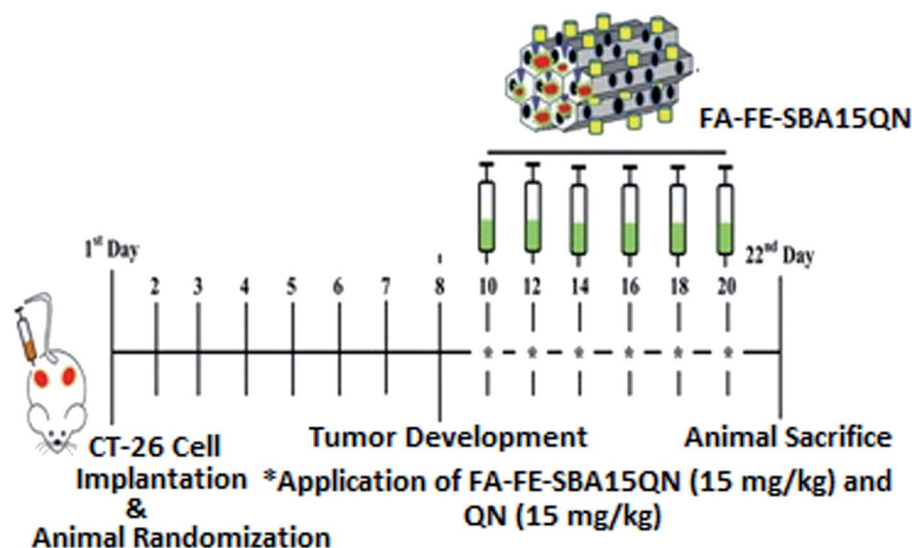 FA-FE-SBA15QN
1st Day
22nd Day
2 3 4 5 6 7 8 10 12 14 16 18 20
* * * * * *
CT-26 Cell
Implantation
&
Animal Randomization
Tumor Development
Animal Sacrifice
*Application of FA-FE-SBA15QN (15 mg/kg) and
QN (15 mg/kg)